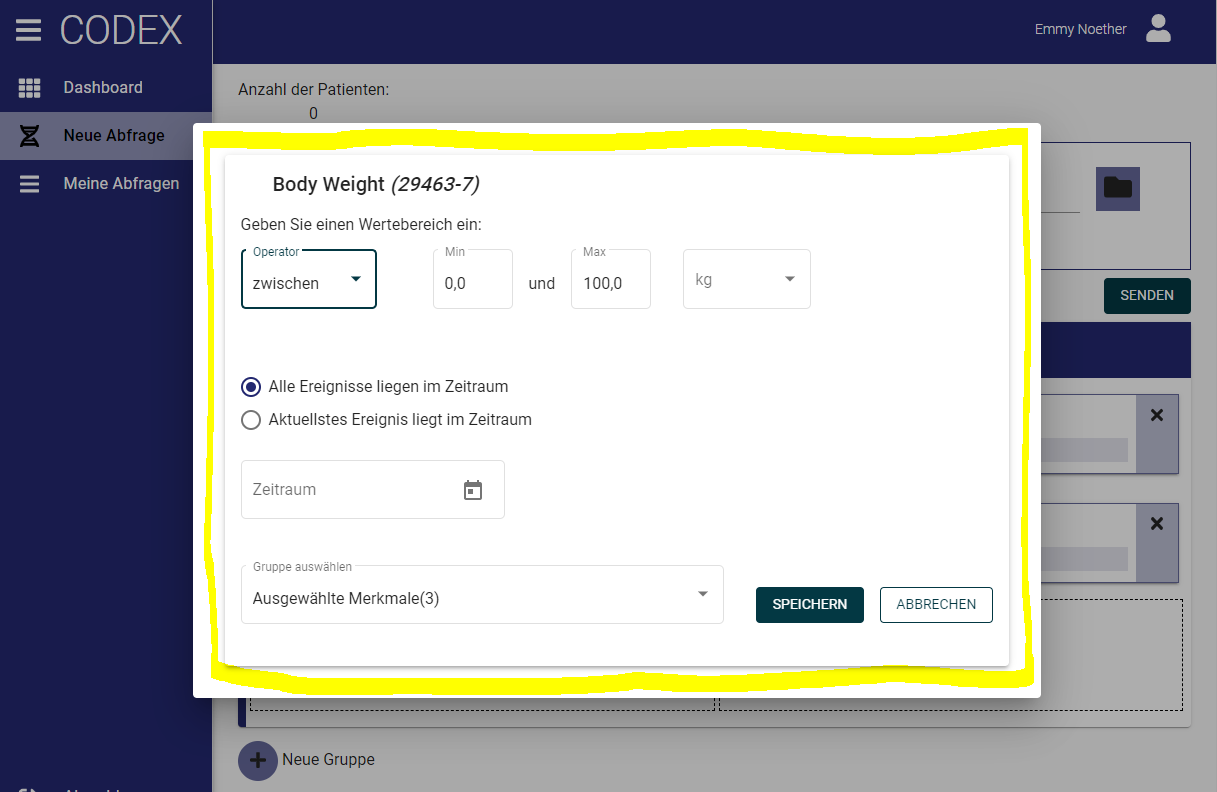 CODEX
Emmy Noether
Dashboard
Neue Abfrage
Meine Abfragen
Anzahl der Patienten:
0
Body Weight (29463-7)
Geben Sie einen Wertebereich ein:
Operator
zwischen
Min
0,0
und
Max
100,0
kg
SENDEN
Alle Ereignisse liegen im Zeitraum
Aktuellstes Ereignis liegt im Zeitraum
Zeitraum
Gruppe auswählen
Ausgewählte Merkmale(3)
SPEICHERN
ABBRECHEN
Neue Gruppe